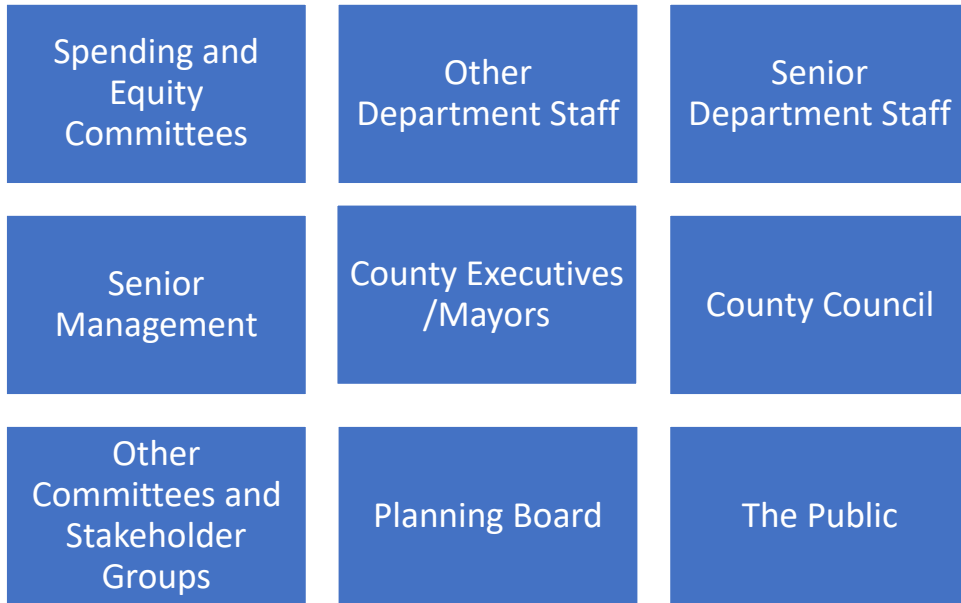 Spending and
Equity
Committees
Other
Department Staff
Senior
Department Staff
Senior
Management
County Executives
/Mayors
County Council
Other
Committees and
Stakeholder
Groups
Planning Board
The Public